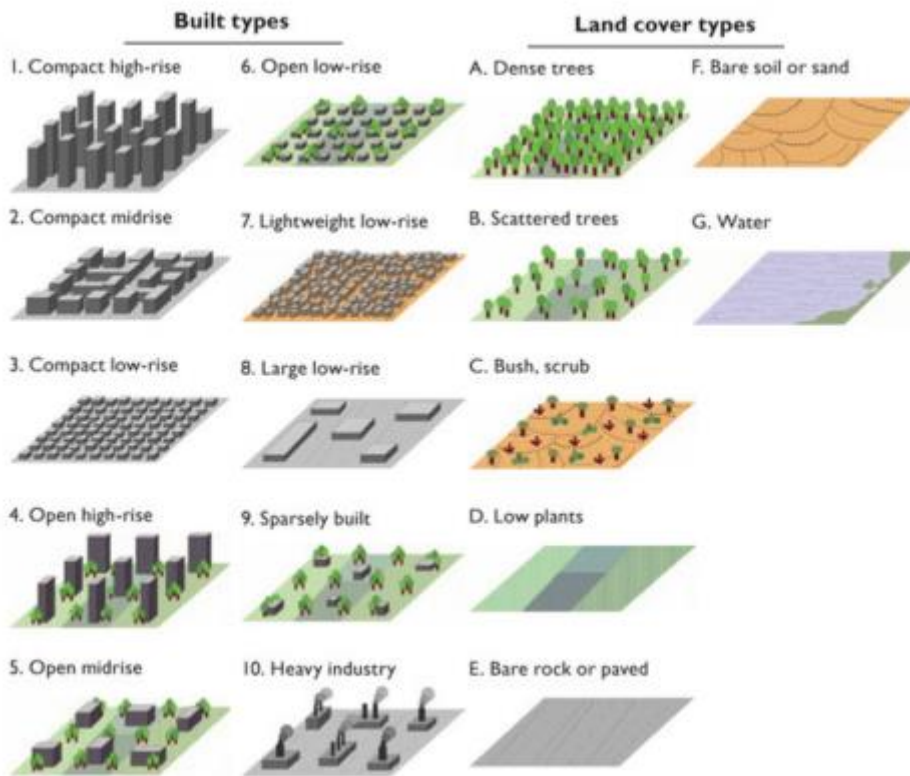 Built types
Land cover types
1. Compact high-rise
6. Open low-rise
A. Dense trees
F. Bare soil or sand
2. Compact midrise
7. Lightweight low-rise
B. Scattered trees
G. Water
3. Compact low-rise
8. Large low-rise
C. Bush, scrub
4. Open high-rise
9. Sparsely built
D. Low plants
5. Open midrise
10. Heavy industry
E. Bare rock or paved